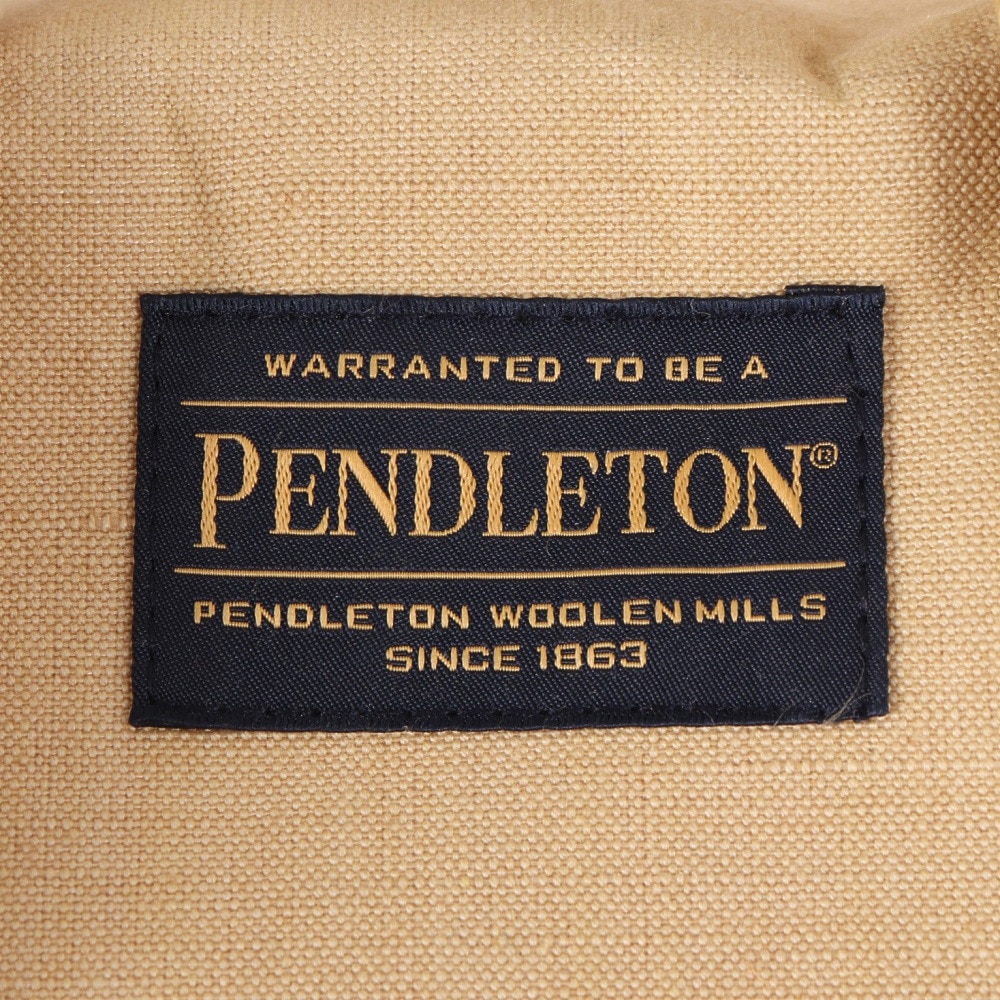 WARRANTED TO BE A
PENDLETON®
PENDLETON WOOLEN MILLS
SINCE 1863